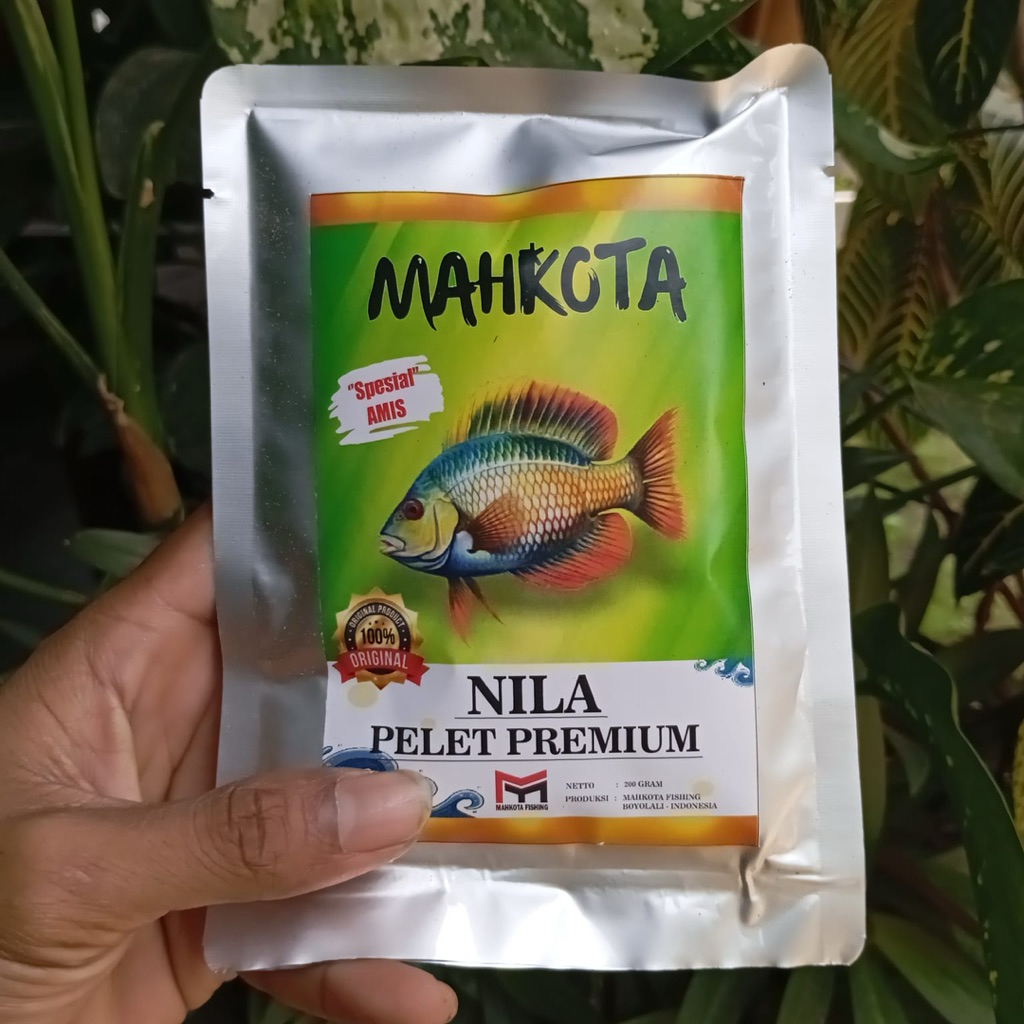 MAHKOTA
"Spesial"
AMIS
ORIGINAL PRODUCT
100%
ORIGINAL
NILA
PELET PREMIUM
MAHKOTA FISHING
NETTO : 200 GRAM
PRODUKSI : MAHKOTA FISHING
BOYOLALI - INDONESIA